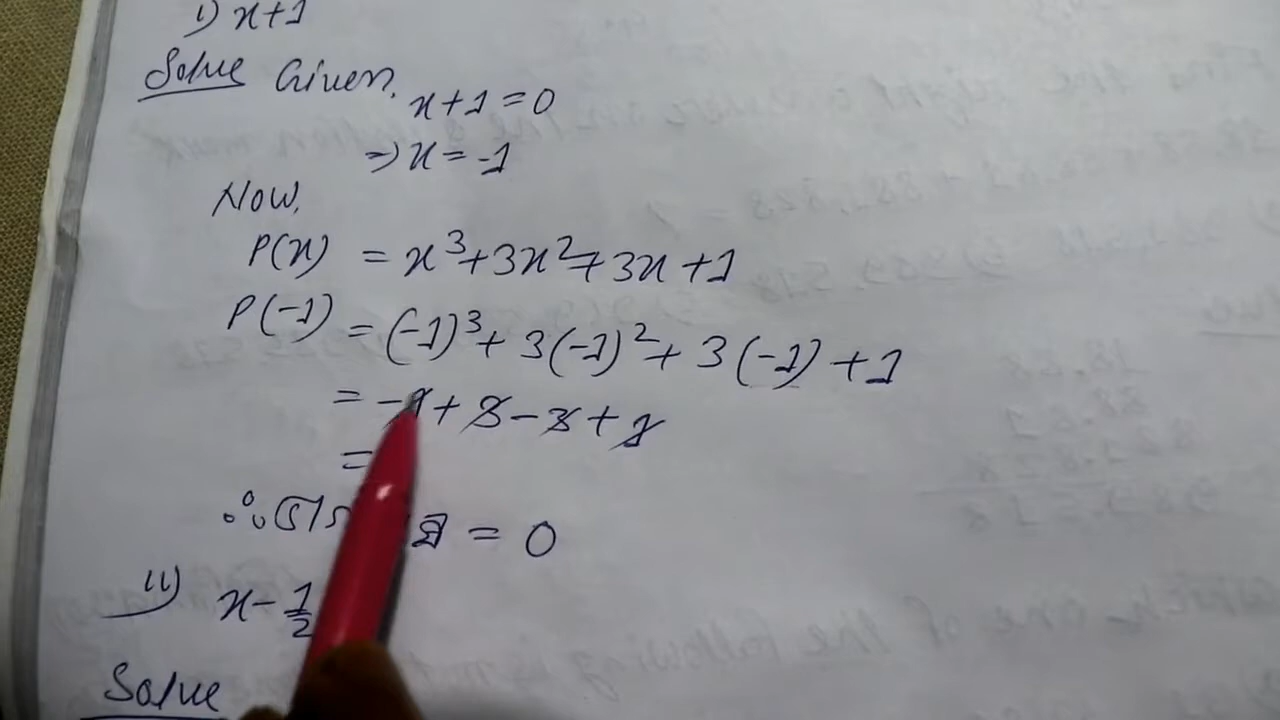 i) x+1
Solve Given,
x+1=0
⇒ x = -1
Now,
P(x) = x³+3x²+3x+1
P(-1) = (-1)³+3(-1)²+3(-1)+1
= -1+3-3+1
=
∴ = 0
ii) x-1/2
Solve